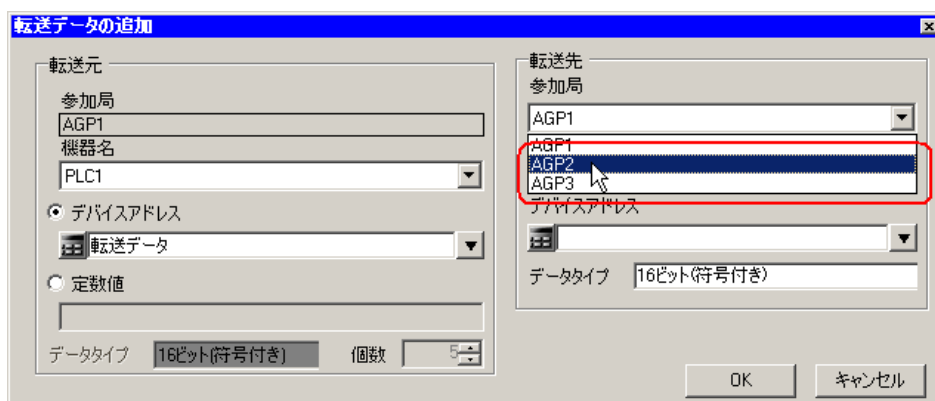 転送データの追加
転送元
参加局
AGP1
機器名
PLC1
デバイスアドレス
転送データ
定数値
データタイプ 16ビット(符号付き) 個数 5
転送先
参加局
AGP1
AGP1
AGP2
AGP3
デバイスアドレス
データタイプ 16ビット(符号付き)
OK キャンセル